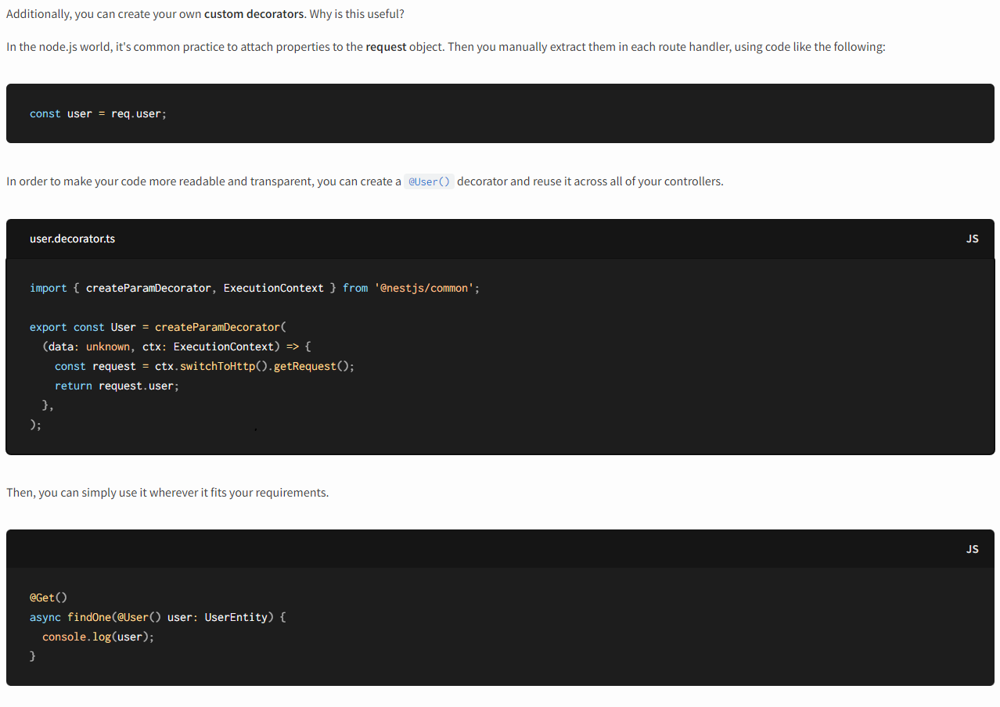 Additionally, you can create your own custom decorators. Why is this useful?
In the node.js world, it's common practice to attach properties to the request object. Then you manually extract them in each route handler, using code like the following:
const user = req.user;
In order to make your code more readable and transparent, you can create a @User() decorator and reuse it across all of your controllers.
user.decorator.ts JS
import { createParamDecorator, ExecutionContext } from '@nestjs/common';
export const User = createParamDecorator(
  (data: unknown, ctx: ExecutionContext) => {
    const request = ctx.switchToHttp().getRequest();
    return request.user;
  },
);
Then, you can simply use it wherever it fits your requirements.
JS
@Get()
async findOne(@User() user: UserEntity) {
  console.log(user);
}